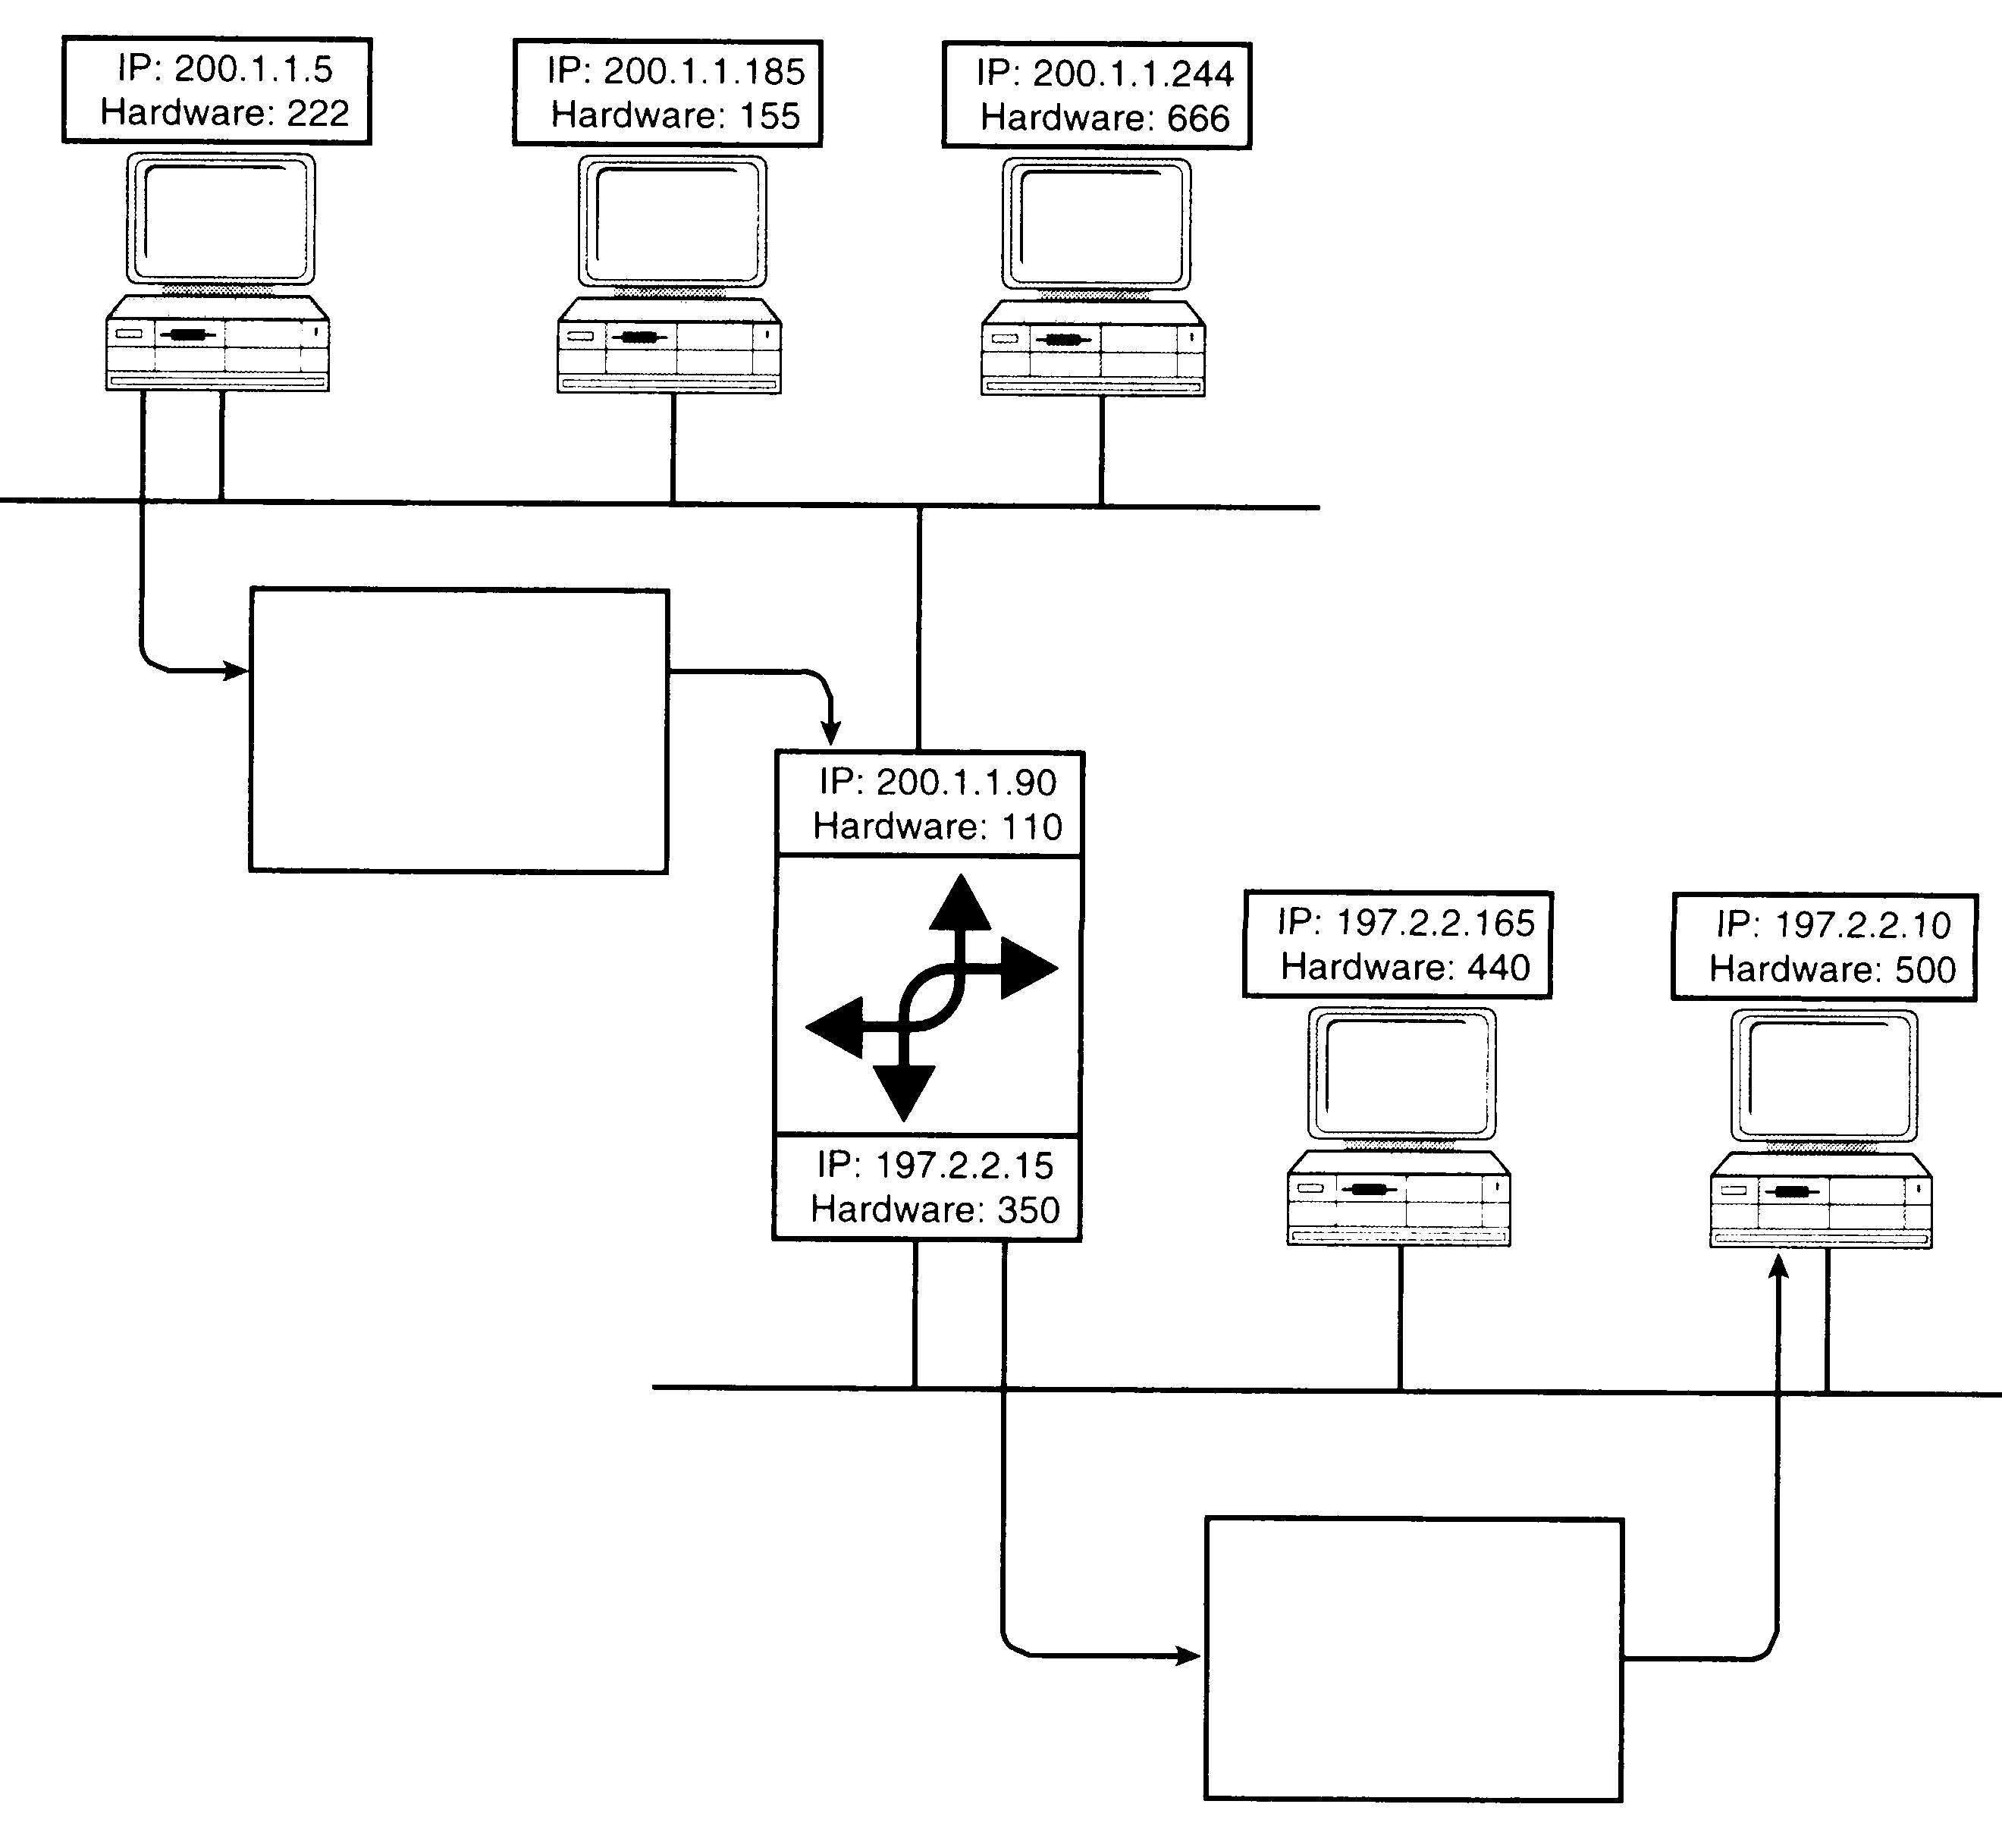 IP: 200.1.1.5
Hardware: 222
IP: 200.1.1.185
Hardware: 155
IP: 200.1.1.244
Hardware: 666
IP: 200.1.1.90
Hardware: 110
IP: 197.2.2.165
Hardware: 440
IP: 197.2.2.10
Hardware: 500
IP: 197.2.2.15
Hardware: 350